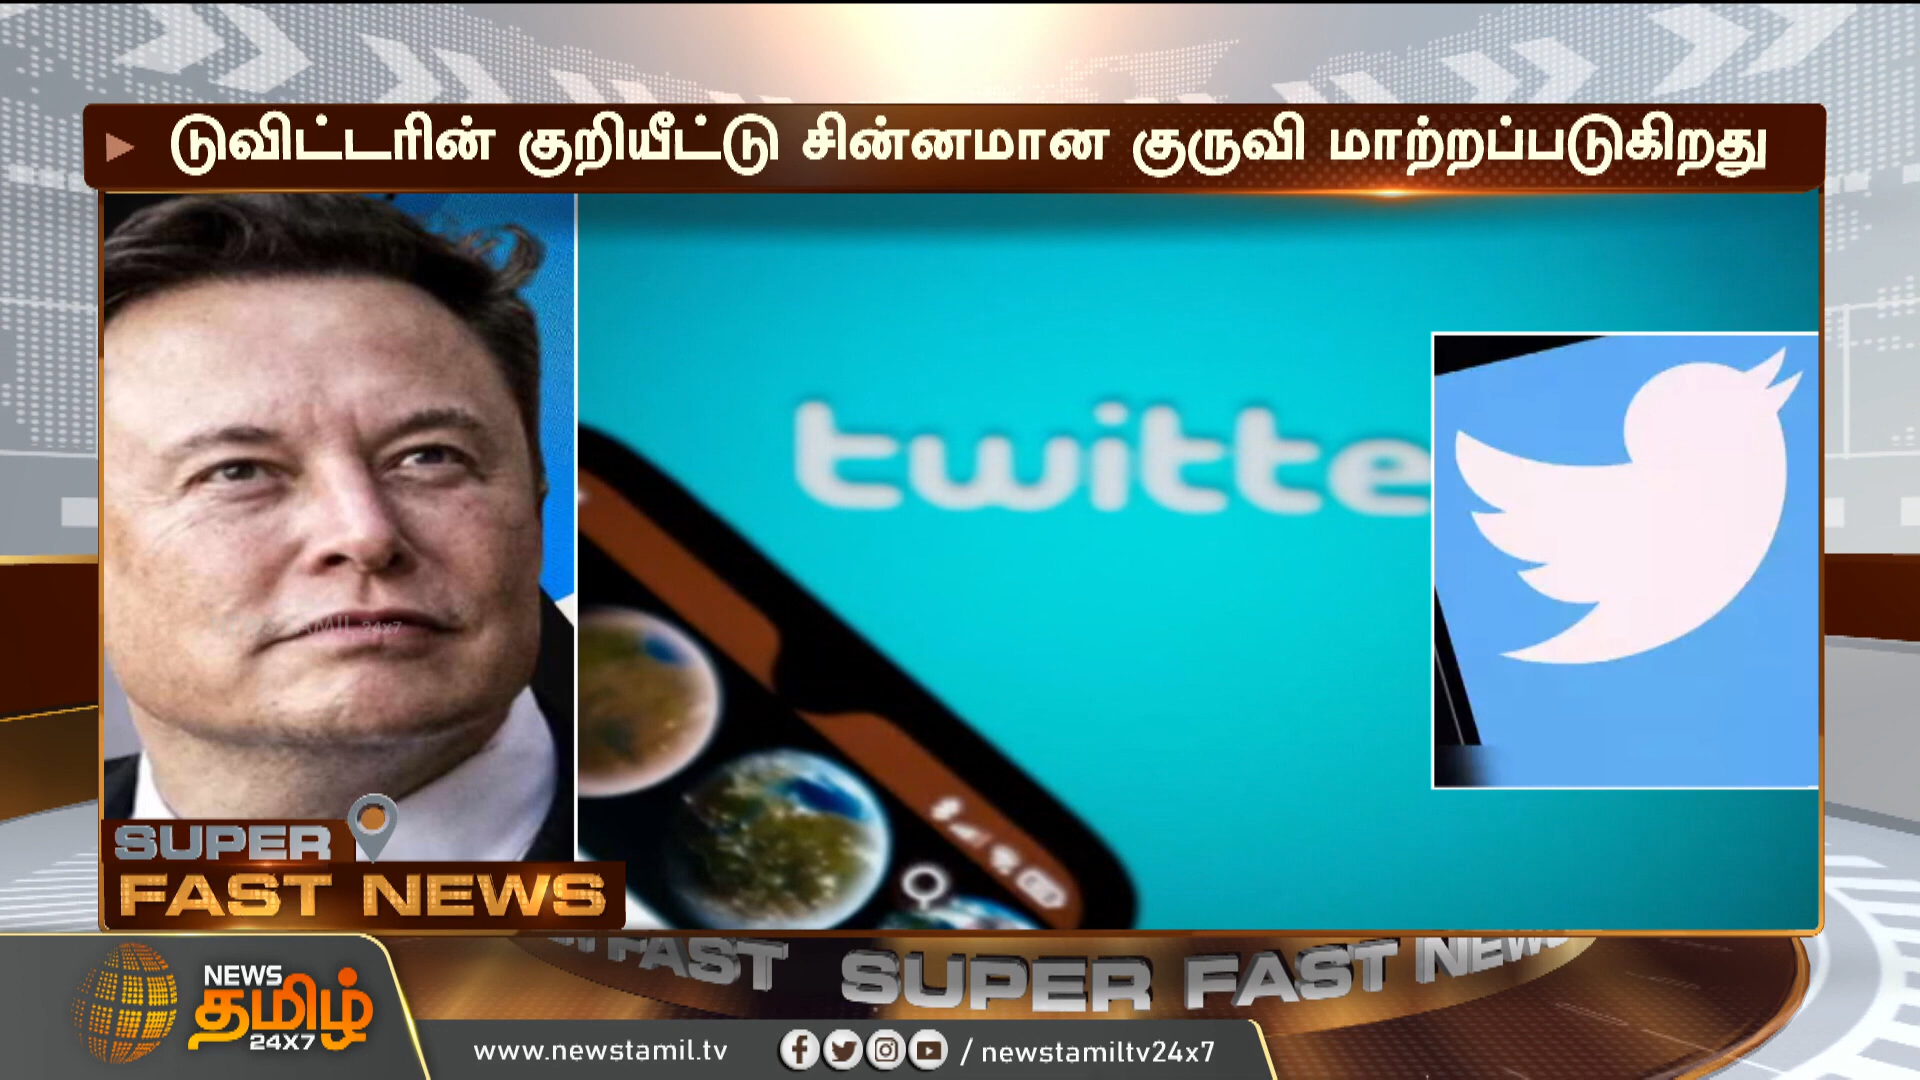 டுவிட்டரின் குறியீட்டு சின்னமான குருவி மாற்றப்படுகிறது
twitte
24x7
SUPER
FAST NEWS
FAST SUPER FAST NEWS
NEWS
தமிழ்
24X7
www.newstamil.tv
/ newstamiltv24x7